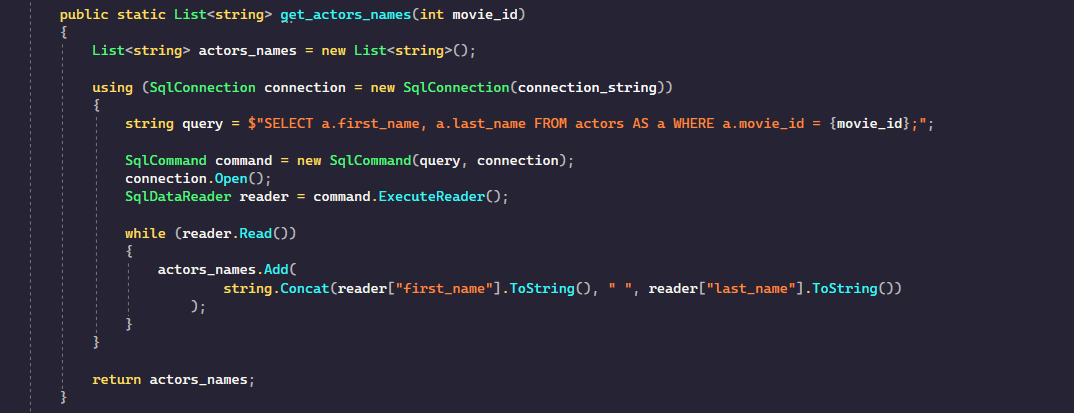 public static List<string> get_actors_names(int movie_id)
{
List<string> actors_names = new List<string>();
using (SqlConnection connection = new SqlConnection(connection_string))
{
string query = $"SELECT a.first_name, a.last_name FROM actors AS a WHERE a.movie_id = {movie_id};";
SqlCommand command = new SqlCommand(query, connection);
connection.Open();
SqlDataReader reader = command.ExecuteReader();
while (reader.Read())
{
actors_names.Add(
string.Concat(reader["first_name"].ToString(), " ", reader["last_name"].ToString())
);
}
}
return actors_names;
}